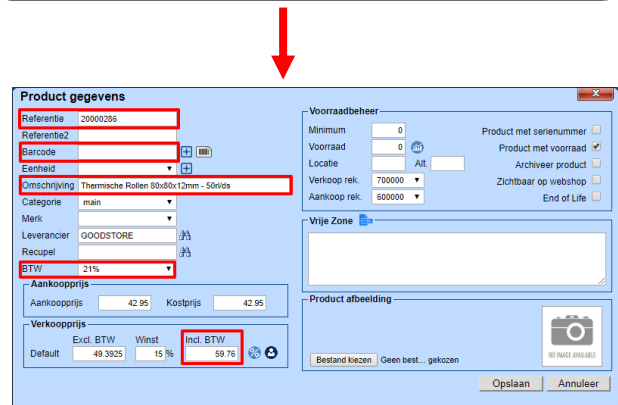 Product gegevens
X
Referentie 20000286
Referentie2
Barcode
Eenheid
Omschrijving Thermische Rollen 80x80x12mm - 50rl/ds
Categorie main
Merk
Leverancier GOODSTORE
Recupel
BTW 21%
Aankoopprijs
Aankoopprijs 42.95 Kostprijs 42.95
Verkoopprijs
Excl. BTW Winst Incl. BTW
Default 49.3925 15 % 59.76
Voorraadbeheer
Minimum 0 Product met serienummer
Voorraad 0 Product met voorraad
Locatie Alt. Archiveer product
Verkoop rek. 700000 Zichtbaar op webshop
Aankoop rek. 600000 End of Life
Vrije Zone
Product afbeelding
NO IMAGE AVAILABLE
Bestand kiezen Geen best... gekozen
Opslaan Annuleer